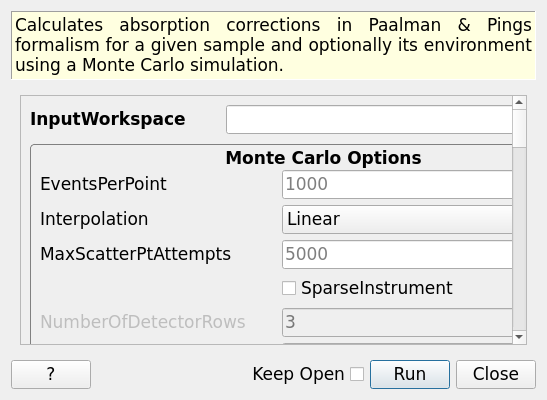 Calculates absorption corrections in Paalman & Pings
formalism for a given sample and optionally its environment
using a Monte Carlo simulation.
InputWorkspace
Monte Carlo Options
EventsPerPoint 1000
Interpolation Linear
MaxScatterPtAttempts 5000
SparseInstrument
NumberOfDetectorRows 3
? Keep Open Run Close